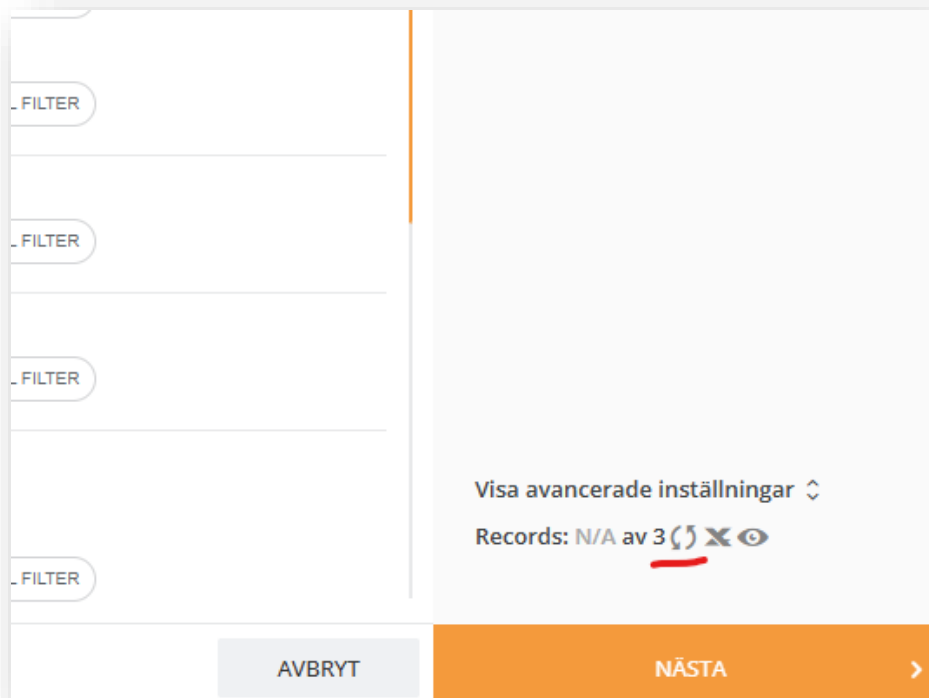 FILTER
FILTER
FILTER
Visa avancerade inställningar
Records: N/A av 3
FILTER
AVBRYT
NÄSTA